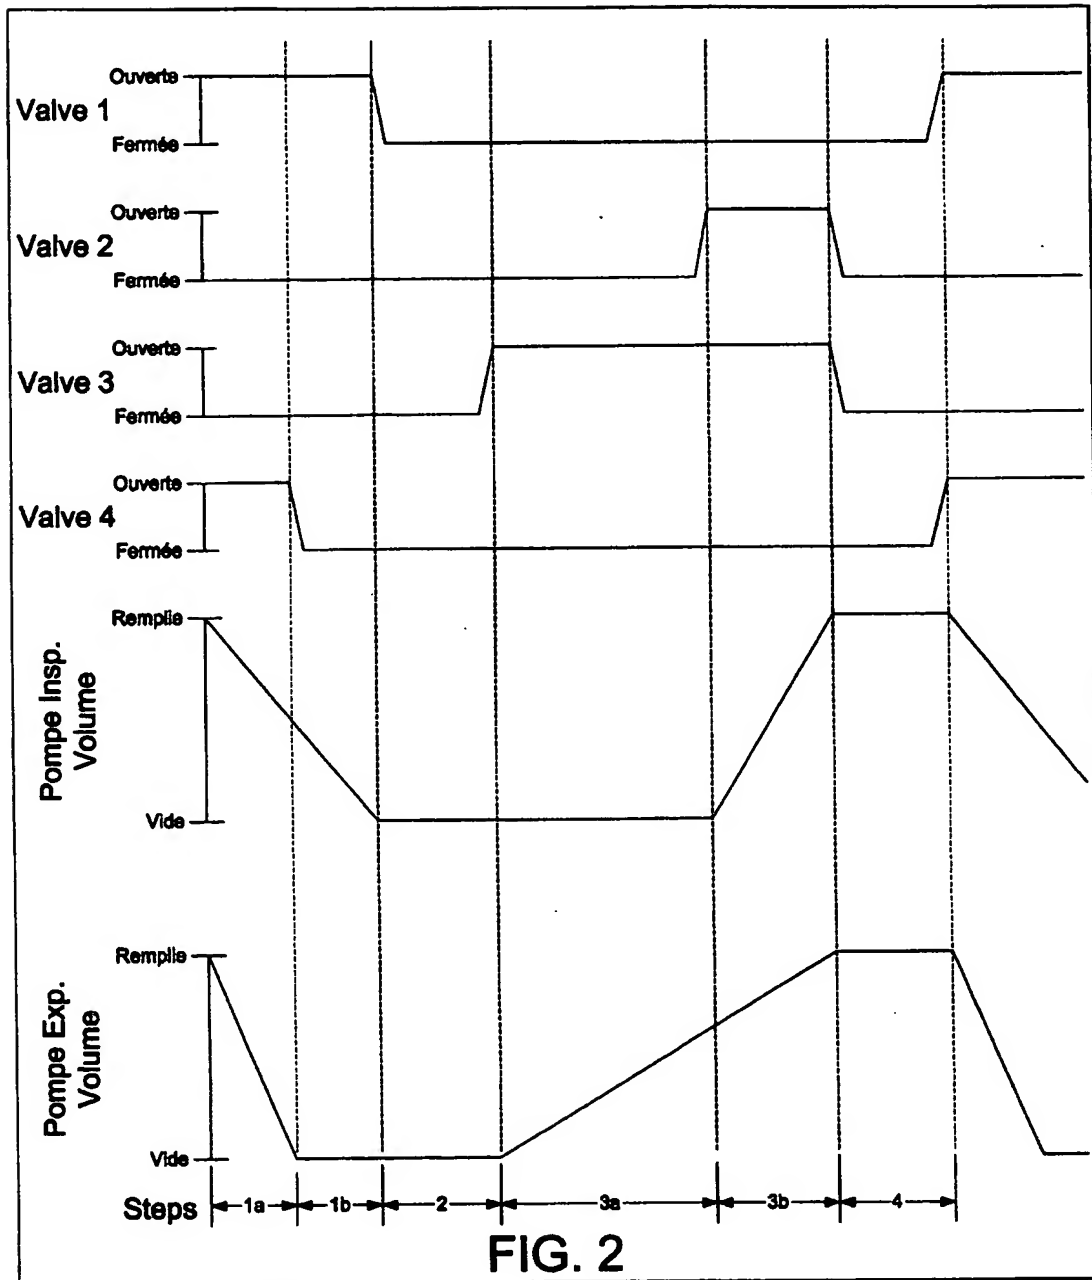 Ouverte
Valve 1
Fermée
Ouverte
Valve 2
Fermée
Ouverte
Valve 3
Fermée
Ouverte
Valve 4
Fermée
Remplie
Pompe Insp.
Volume
Vide
Remplie
Pompe Exp.
Volume
Vide
Steps 1a 1b 2 3a 3b 4
FIG. 2